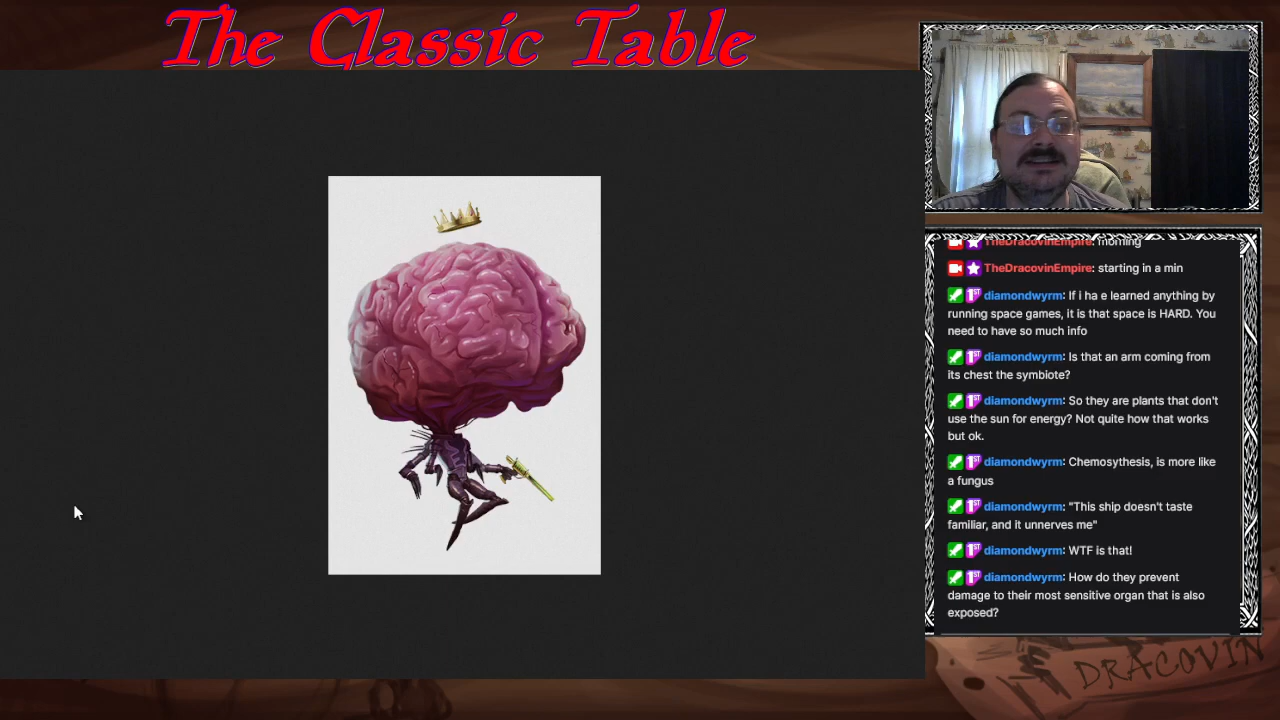 The Classic Table
TheDracovinEmpire: morning
TheDracovinEmpire: starting in a min
diamondwyrm: If i ha e learned anything by
running space games, it is that space is HARD. You
need to have so much info
diamondwyrm: Is that an arm coming from
its chest the symbiote?
diamondwyrm: So they are plants that don't
use the sun for energy? Not quite how that works
but ok.
diamondwyrm: Chemosythesis, is more like
a fungus
diamondwyrm: "This ship doesn't taste
familiar, and it unnerves me"
diamondwyrm: WTF is that!
diamondwyrm: How do they prevent
damage to their most sensitive organ that is also
exposed?
DRACOVIN